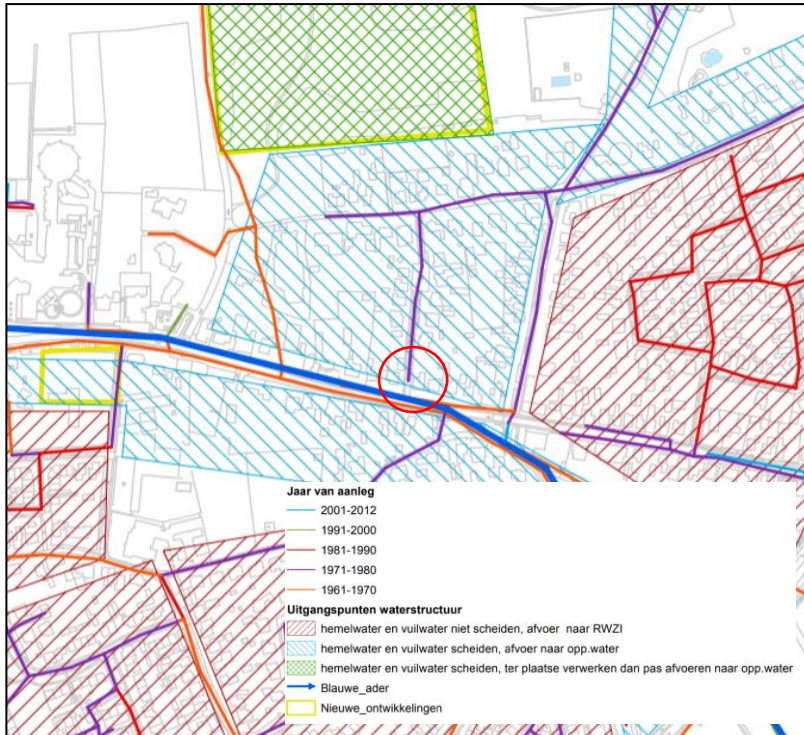 Jaar van aanleg
2001-2012
1991-2000
1981-1990
1971-1980
1961-1970
Uitgangspunten waterstructuur
hemelwater en vuilwater niet scheiden, afvoer naar RWZI
hemelwater en vuilwater scheiden, afvoer naar opp.water
hemelwater en vuilwater scheiden, ter plaatse verwerken dan pas afvoeren naar opp.water
Blauwe_ader
Nieuwe_ontwikkelingen